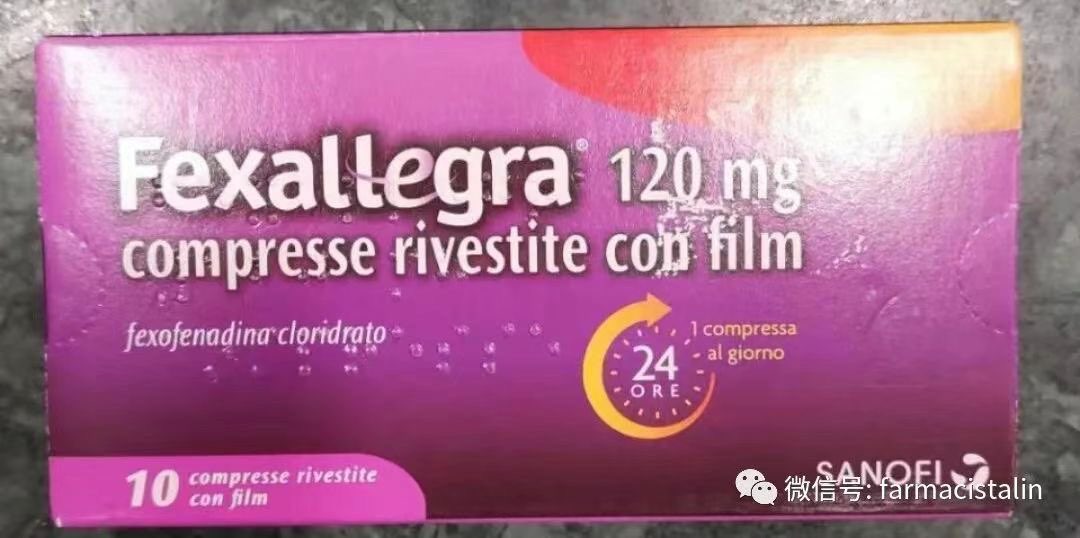 Fexallegra® 120 mg
compresse rivestite con film
fexofenadina cloridrato
1 compressa
al giorno
24
ORE
10 compresse rivestite
con film
SANOFI
微信号: farmacistalin